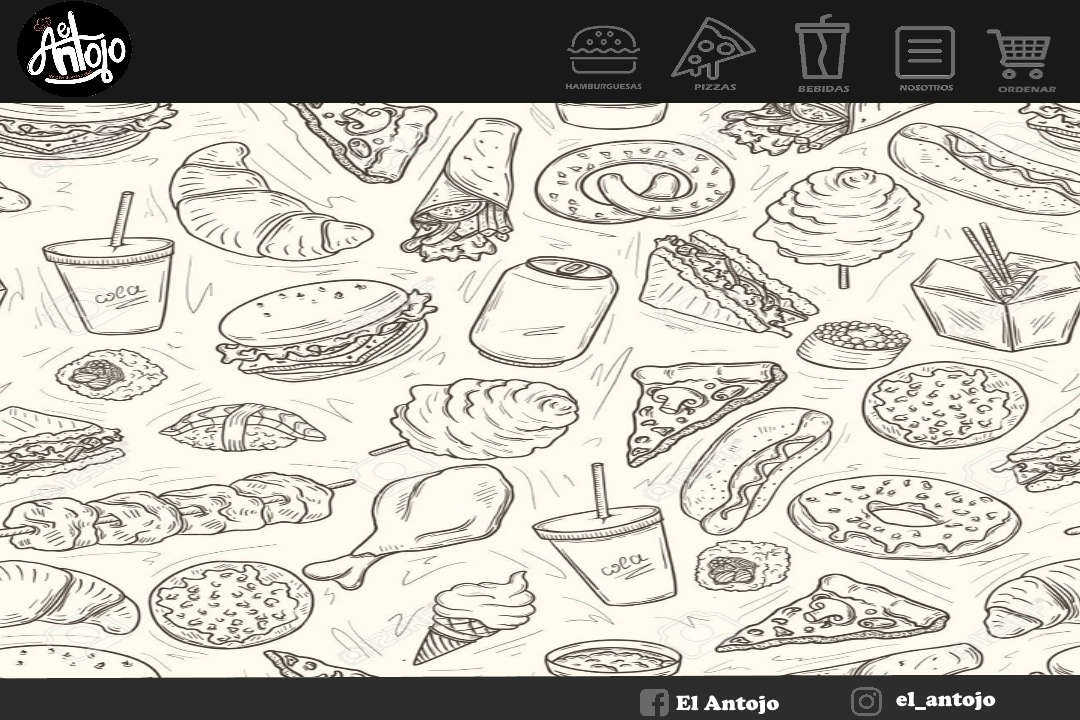 el
Antojo
HAMBURGUESAS
PIZZAS
BEBIDAS
NOSOTROS
ORDENAR
cola
cola
El Antojo
el_antojo